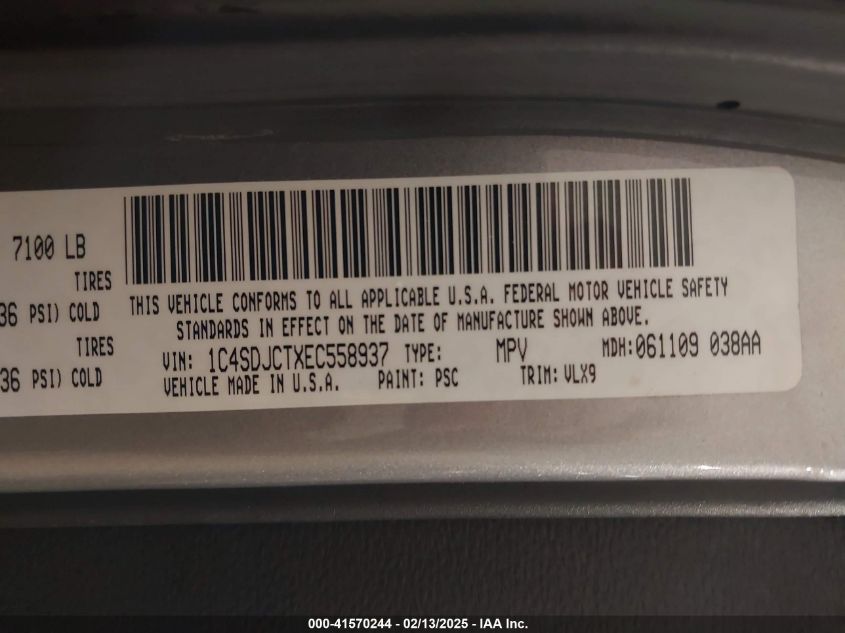 7100 LB
TIRES
36 PSI) COLD
TIRES
36 PSI) COLD
THIS VEHICLE CONFORMS TO ALL APPLICABLE U.S.A. FEDERAL MOTOR VEHICLE SAFETY
STANDARDS IN EFFECT ON THE DATE OF MANUFACTURE SHOWN ABOVE.
VIN: 1C4SDJCTXEC558937 TYPE: MPV MDH:061109 038AA
VEHICLE MADE IN U.S.A. PAINT: PSC TRIM: VLX9
000-41570244 - 02/13/2025 - IAA Inc.